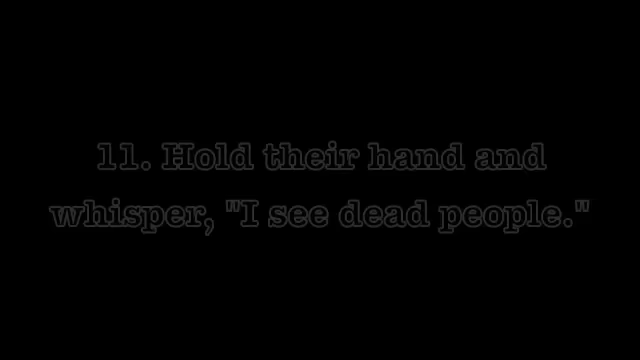 11. Hold their hand and
whisper, "I see dead people."